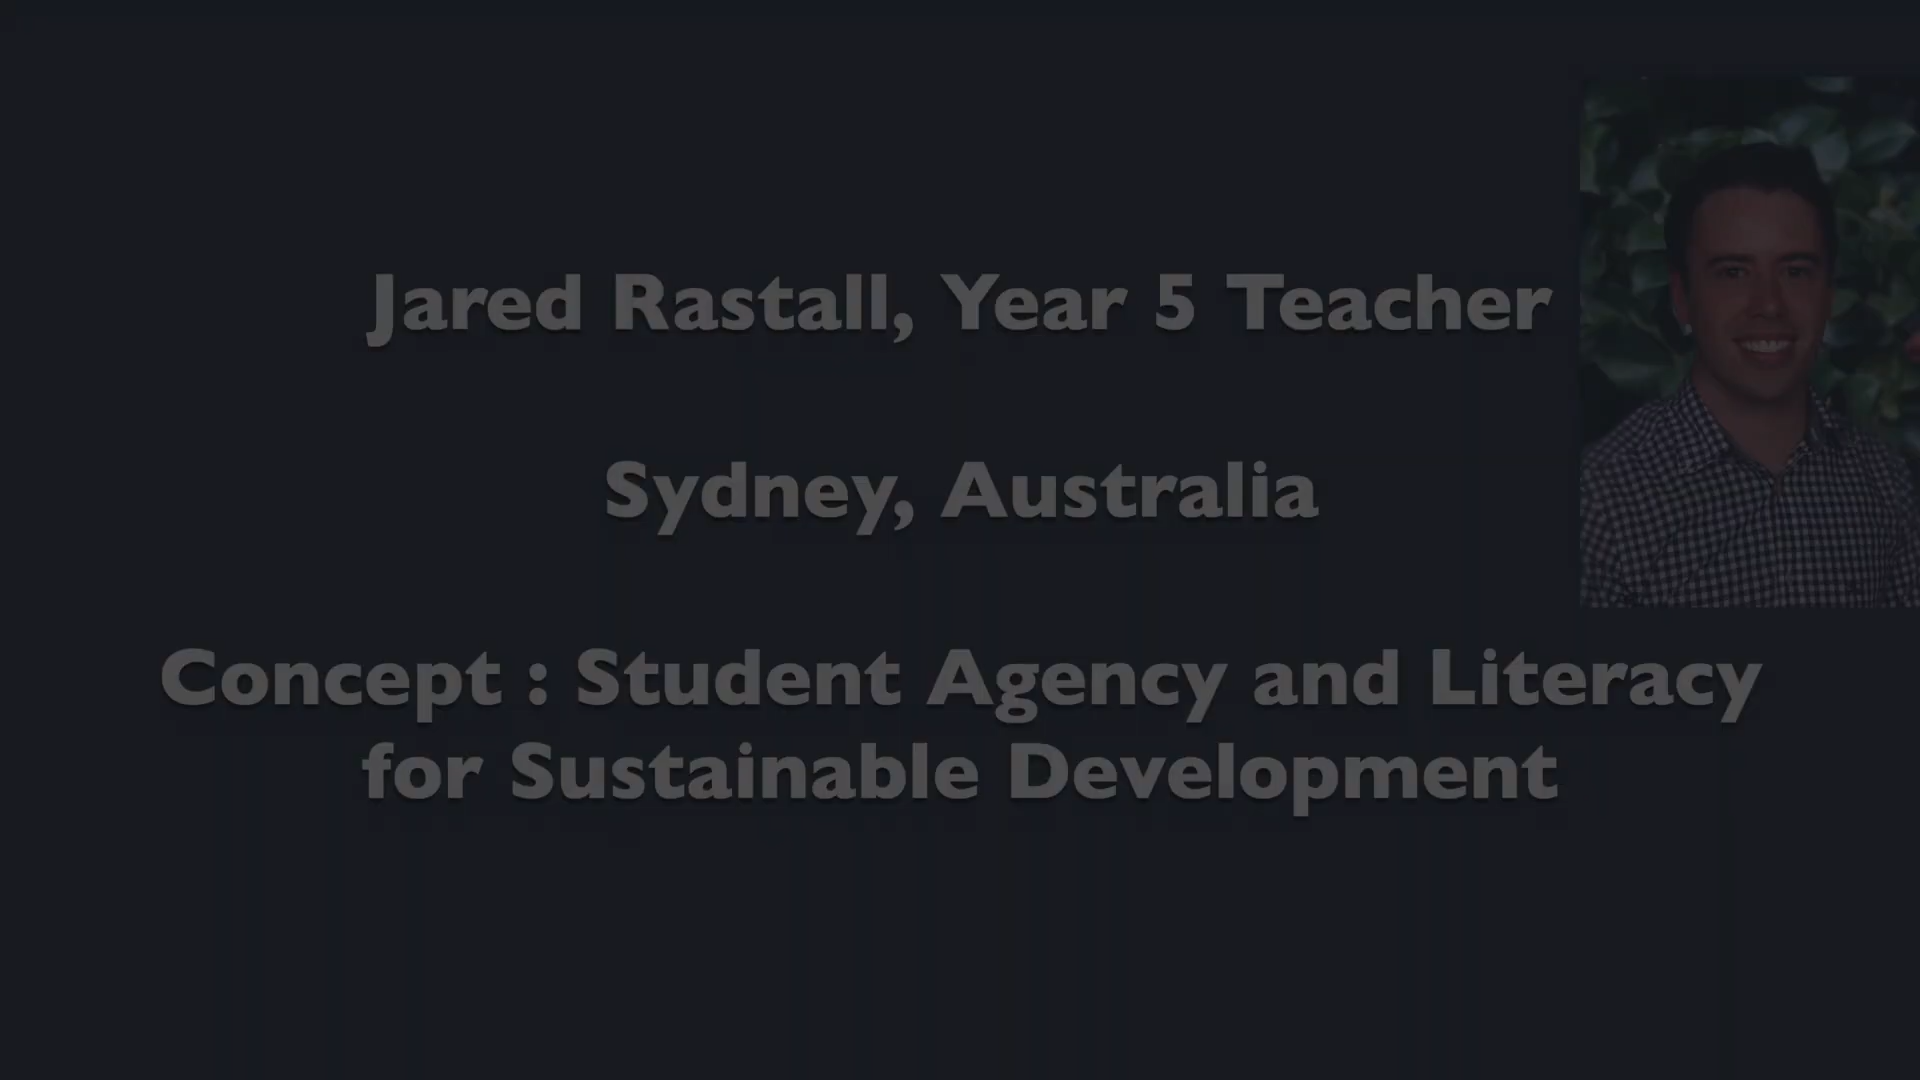 Jared Rastall, Year 5 Teacher
Sydney, Australia
Concept : Student Agency and Literacy
for Sustainable Development